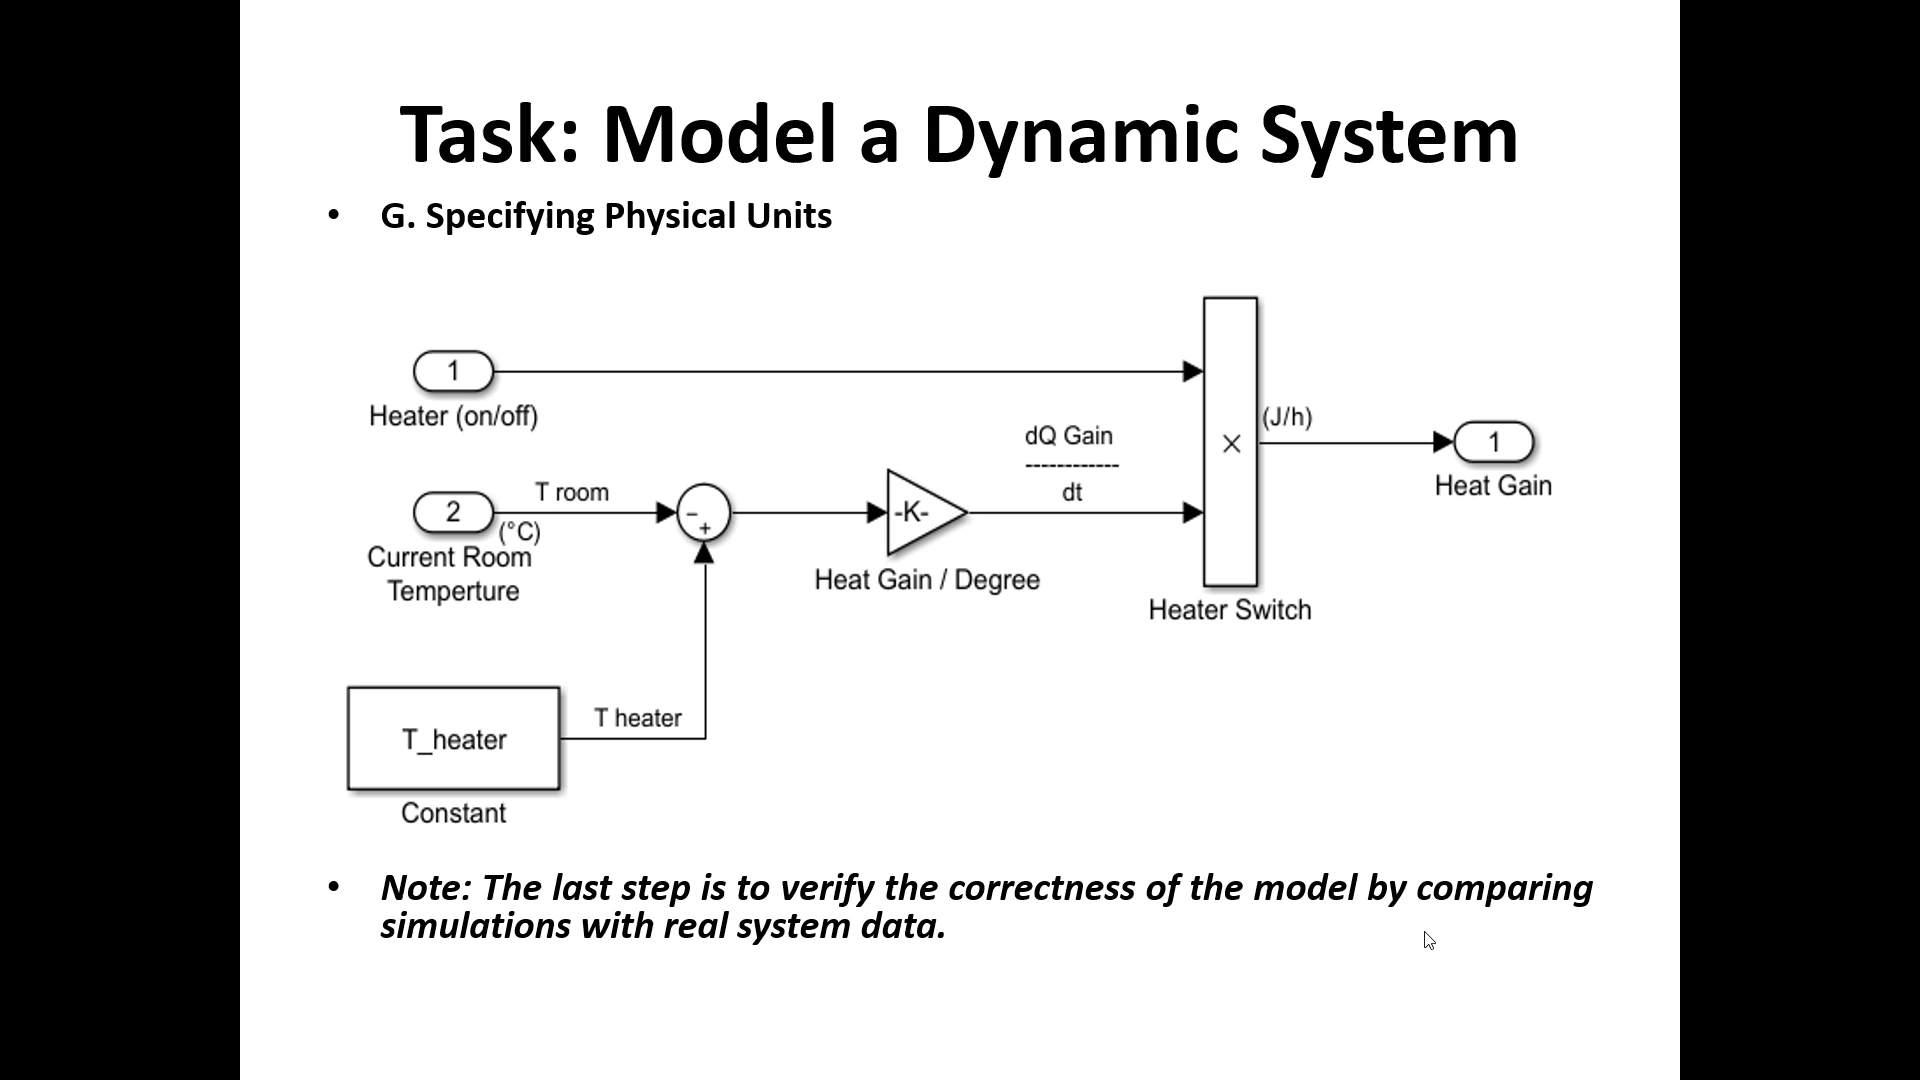 Task: Model a Dynamic System
• G. Specifying Physical Units
1
Heater (on/off)
2
T room
(°C)
Current Room
Temperture
−
+
-K-
Heat Gain / Degree
dQ Gain
-------------
dt
×
Heater Switch
(J/h)
1
Heat Gain
T_heater
T heater
Constant
• Note: The last step is to verify the correctness of the model by comparing
simulations with real system data.